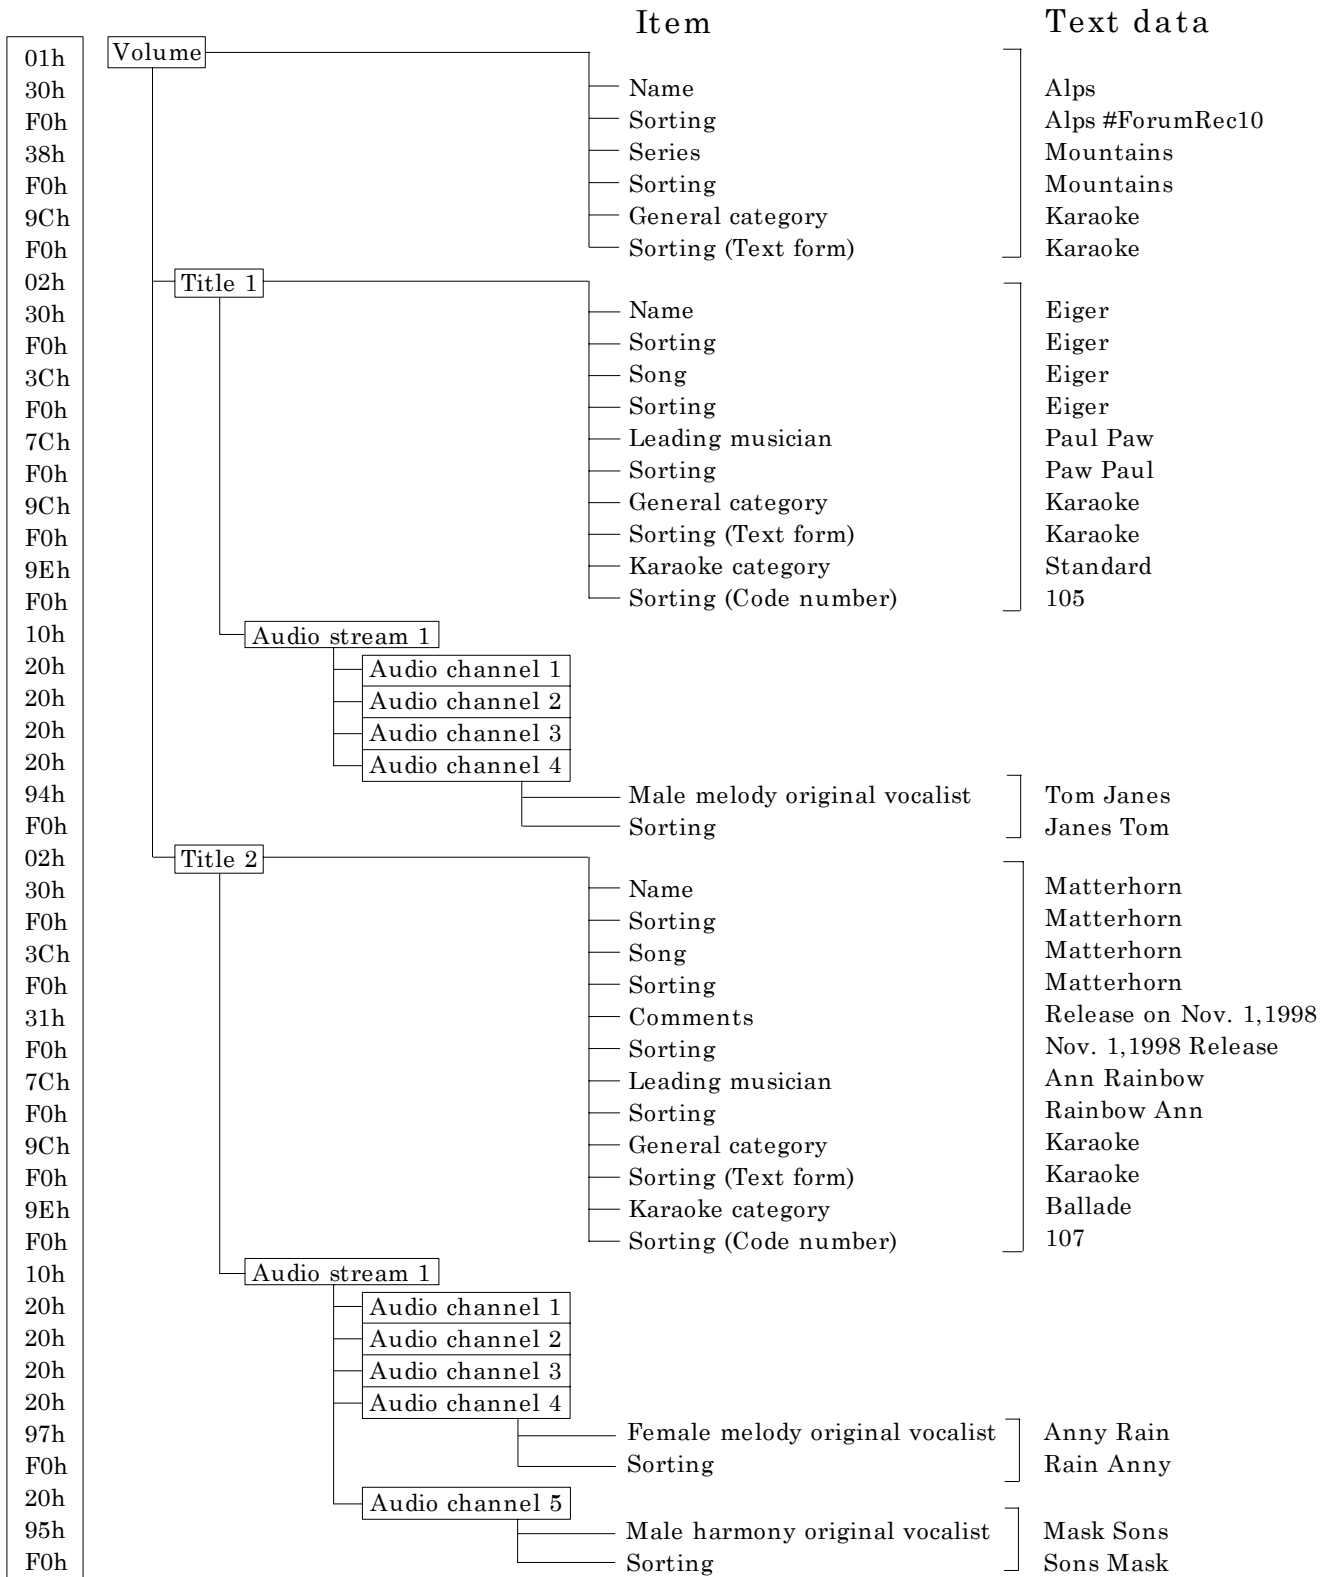 Item Text data
01h Volume
30h Name Alps
F0h Sorting Alps #ForumRec10
38h Series Mountains
F0h Sorting Mountains
9Ch General category Karaoke
F0h Sorting (Text form) Karaoke
02h Title 1
30h Name Eiger
F0h Sorting Eiger
3Ch Song Eiger
F0h Sorting Eiger
7Ch Leading musician Paul Paw
F0h Sorting Paw Paul
9Ch General category Karaoke
F0h Sorting (Text form) Karaoke
9Eh Karaoke category Standard
F0h Sorting (Code number) 105
10h Audio stream 1
20h Audio channel 1
20h Audio channel 2
20h Audio channel 3
20h Audio channel 4
94h Male melody original vocalist Tom Janes
F0h Sorting Janes Tom
02h Title 2
30h Name Matterhorn
F0h Sorting Matterhorn
3Ch Song Matterhorn
F0h Sorting Matterhorn
31h Comments Release on Nov. 1,1998
F0h Sorting Nov. 1,1998 Release
7Ch Leading musician Ann Rainbow
F0h Sorting Rainbow Ann
9Ch General category Karaoke
F0h Sorting (Text form) Karaoke
9Eh Karaoke category Ballade
F0h Sorting (Code number) 107
10h Audio stream 1
20h Audio channel 1
20h Audio channel 2
20h Audio channel 3
20h Audio channel 4
97h Female melody original vocalist Anny Rain
F0h Sorting Rain Anny
20h Audio channel 5
95h Male harmony original vocalist Mask Sons
F0h Sorting Sons Mask